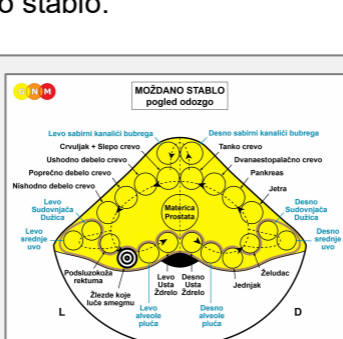 o stablo.
GNM
MOŽDANO STABLO
pogled odozgo
Levo sabirni kanalići bubrega
Desno sabirni kanalići bubrega
Crvuljak + Slepo crevo
Tanko crevo
Ushodno debelo crevo
Dvanaestopalačno crevo
Poprečno debelo crevo
Pankreas
Nishodno debelo crevo
Jetra
Levo
Sudovnjača
Dužica
Materica
Prostata
Desno
Sudovnjača
Dužica
Levo
srednje
uvo
Desno
srednje
uvo
Podsluzokoža
rektuma
Levo
Usta
Ždrelo
Desno
Usta
Ždrelo
Želudac
Jednjak
Žlezde koje
luče smegmu
Levo
alveole
pluća
Desno
alveole
pluća
L
D